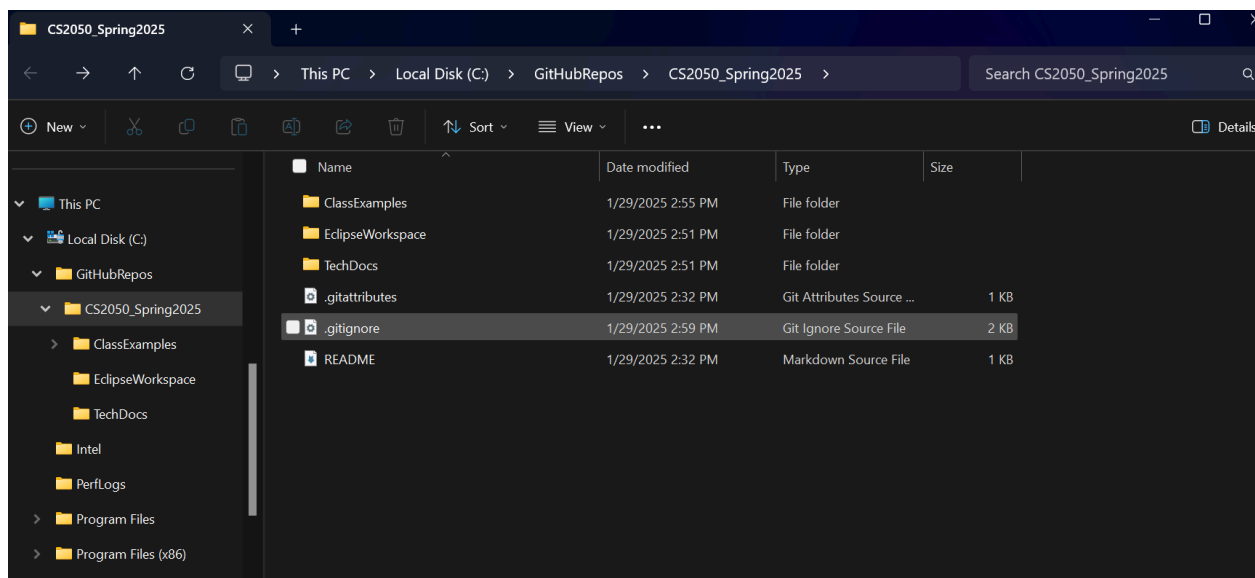 CS2050_Spring2025
This PC > Local Disk (C:) > GitHubRepos > CS2050_Spring2025 >
Search CS2050_Spring2025
New Sort View ••• Details
Name Date modified Type Size
ClassExamples 1/29/2025 2:55 PM File folder
EclipseWorkspace 1/29/2025 2:51 PM File folder
TechDocs 1/29/2025 2:51 PM File folder
.gitattributes 1/29/2025 2:32 PM Git Attributes Source ... 1 KB
.gitignore 1/29/2025 2:59 PM Git Ignore Source File 2 KB
README 1/29/2025 2:32 PM Markdown Source File 1 KB
This PC
Local Disk (C:)
GitHubRepos
CS2050_Spring2025
ClassExamples
EclipseWorkspace
TechDocs
Intel
PerfLogs
Program Files
Program Files (x86)